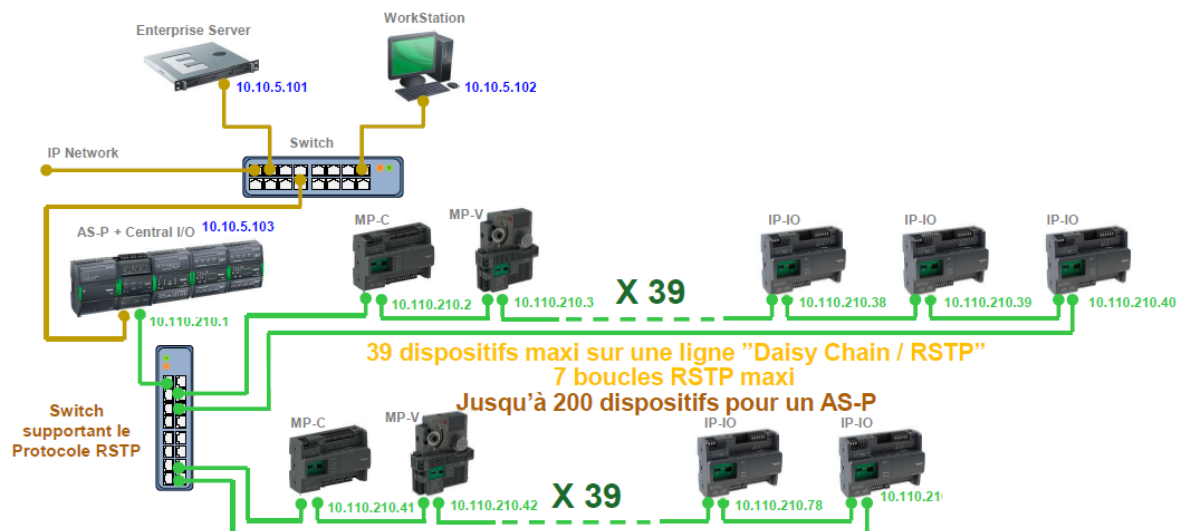 Enterprise Server
WorkStation
10.10.5.101
10.10.5.102
Switch
IP Network
AS-P + Central I/O
10.10.5.103
MP-C
MP-V
IP-IO
IP-IO
IP-IO
10.110.210.1
10.110.210.2
10.110.210.3
X 39
10.110.210.38
10.110.210.39
10.110.210.40
39 dispositifs maxi sur une ligne ”Daisy Chain / RSTP”
7 boucles RSTP maxi
Jusqu’à 200 dispositifs pour un AS-P
Switch
supportant le
Protocole RSTP
MP-C
MP-V
IP-IO
IP-IO
10.110.210.41
10.110.210.42
X 39
10.110.210.78